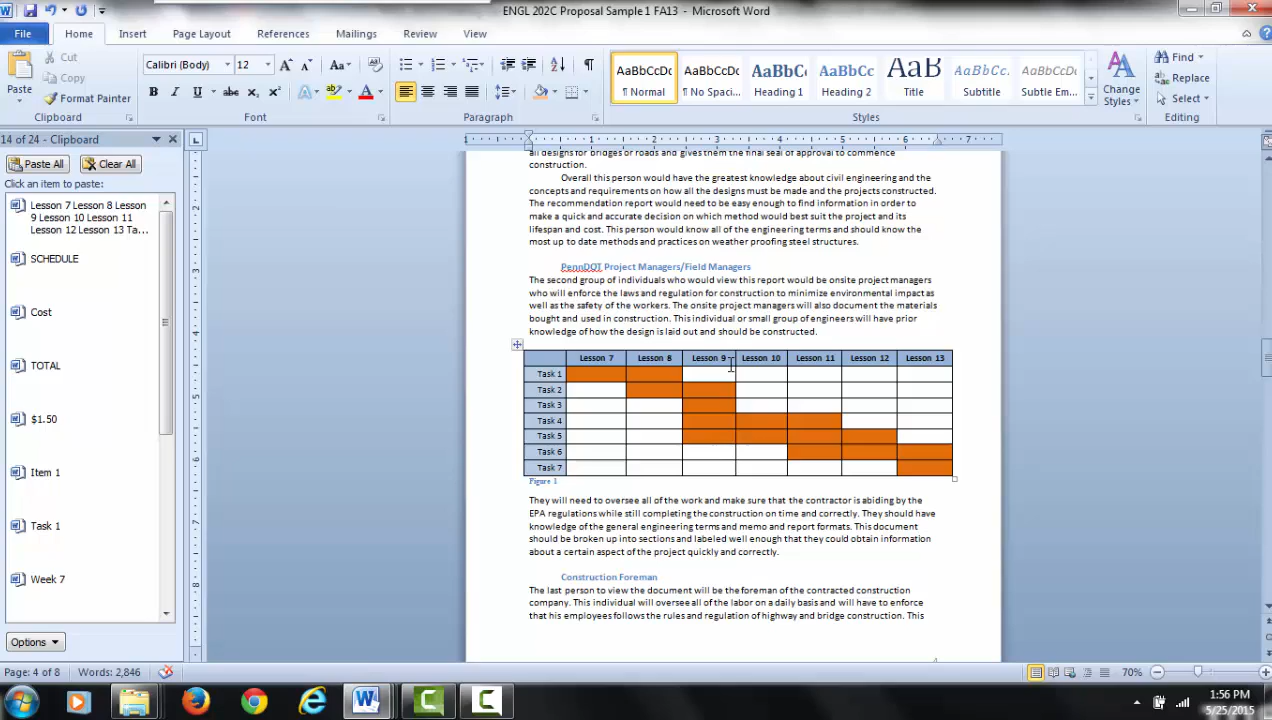 ENGL 202C Proposal Sample 1 FA13 - Microsoft Word
File Home Insert Page Layout References Mailings Review View
Paste
Cut
Copy
Format Painter
Clipboard
Calibri (Body) 12
Font
Paragraph
AaBbCcDc ¶ Normal
AaBbCcDc ¶ No Spaci...
AaBbCc Heading 1
AaBbCc Heading 2
AaB Title
AaBbCc. Subtitle
AaBbCcDc Subtle Em...
Styles
Change Styles
Find
Replace
Select
Editing
14 of 24 - Clipboard
Paste All Clear All
Click an item to paste:
Lesson 7 Lesson 8 Lesson
9 Lesson 10 Lesson 11
Lesson 12 Lesson 13 Ta...
SCHEDULE
Cost
TOTAL
$1.50
Item 1
Task 1
Week 7
Options
1 1 2 3 4 5 6 7
2
3
4
5
6
7
8
all designs for bridges or roads and gives them the final seal of approval to commence
construction.
Overall this person would have the greatest knowledge about civil engineering and the
concepts and requirements on how all the designs must be made and the projects constructed.
The recommendation report would need to be easy enough to find information in order to
make a quick and accurate decision on which method would best suit the project and its
lifespan and cost. This person would know all of the engineering terms and should know the
most up to date methods and practices on weather proofing steel structures.
PennDOT Project Managers/Field Managers
The second group of individuals who would view this report would be onsite project managers
who will enforce the laws and regulation for construction to minimize environmental impact as
well as the safety of the workers. The onsite project managers will also document the materials
bought and used in construction. This individual or small group of engineers will have prior
knowledge of how the design is laid out and should be constructed.
Lesson 7 Lesson 8 Lesson 9 Lesson 10 Lesson 11 Lesson 12 Lesson 13
Task 1
Task 2
Task 3
Task 4
Task 5
Task 6
Task 7
Figure 1
They will need to oversee all of the work and make sure that the contractor is abiding by the
EPA regulations while still completing the construction on time and correctly. They should have
knowledge of the general engineering terms and memo and report formats. This document
should be broken up into sections and labeled well enough that they could obtain information
about a certain aspect of the project quickly and correctly.
Construction Foreman
The last person to view the document will be the foreman of the contracted construction
company. This individual will oversee all of the labor on a daily basis and will have to enforce
that his employees follows the rules and regulation of highway and bridge construction. This
Page: 4 of 8 Words: 2,846
70%
1:56 PM
5/25/2015